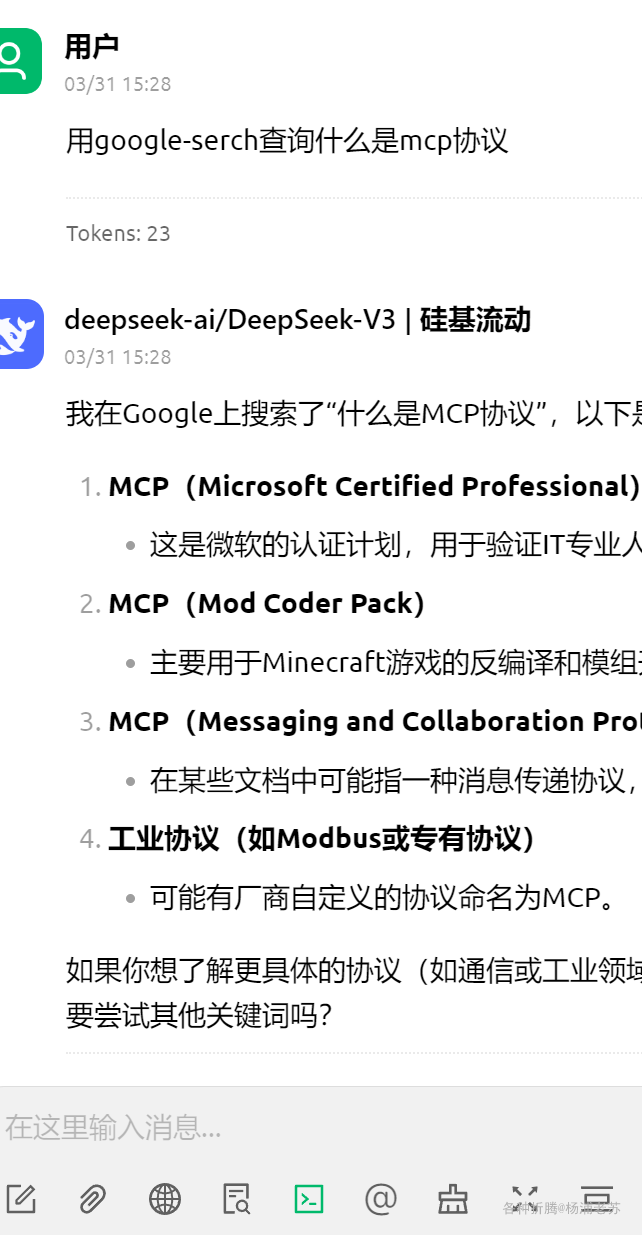 用户
03/31 15:28
用google-serch查询什么是mcp协议
Tokens: 23
deepseek-ai/DeepSeek-V3 | 硅基流动
03/31 15:28
我在Google上搜索了“什么是MCP协议”，以下是
1. MCP（Microsoft Certified Professional）
这是微软的认证计划，用于验证IT专业人
2. MCP（Mod Coder Pack）
主要用于Minecraft游戏的反编译和模组
3. MCP（Messaging and Collaboration Prot
在某些文档中可能指一种消息传递协议，
4. 工业协议（如Modbus或专有协议）
可能有厂商自定义的协议命名为MCP。
如果你想了解更具体的协议（如通信或工业领域
要尝试其他关键词吗？
在这里输入消息...
各种折腾@杨浦老苏